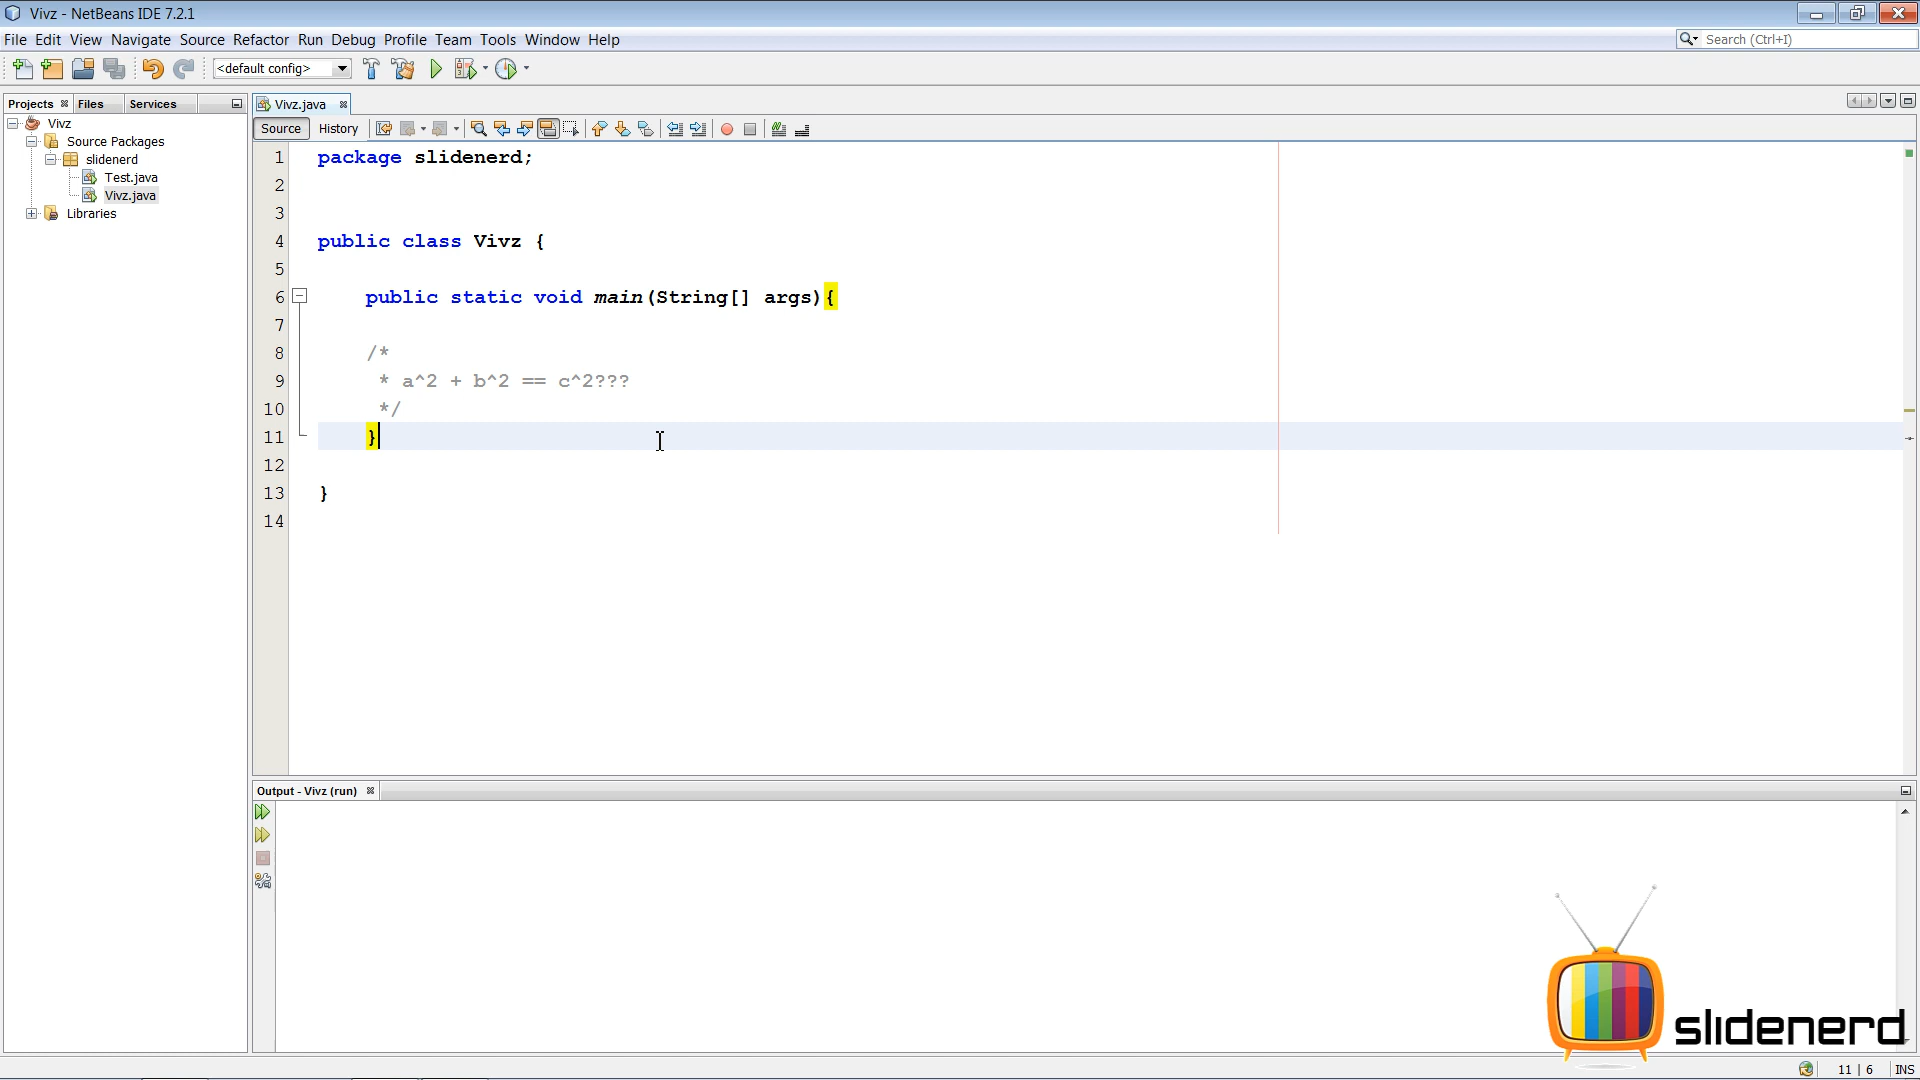 Vivz - NetBeans IDE 7.2.1
File Edit View Navigate Source Refactor Run Debug Profile Team Tools Window Help
Search (Ctrl+I)
<default config>
Projects Files Services
Vivz.java
Vivz
Source Packages
slidenerd
Test.java
Vivz.java
Libraries
Source History
1 package slidenerd;
2
3
4 public class Vivz {
5
6 public static void main(String[] args){
7
8 /*
9 * a^2 + b^2 == c^2???
10 */
11 }
12
13 }
14
Output - Vivz (run)
slidenerd
11 | 6 INS